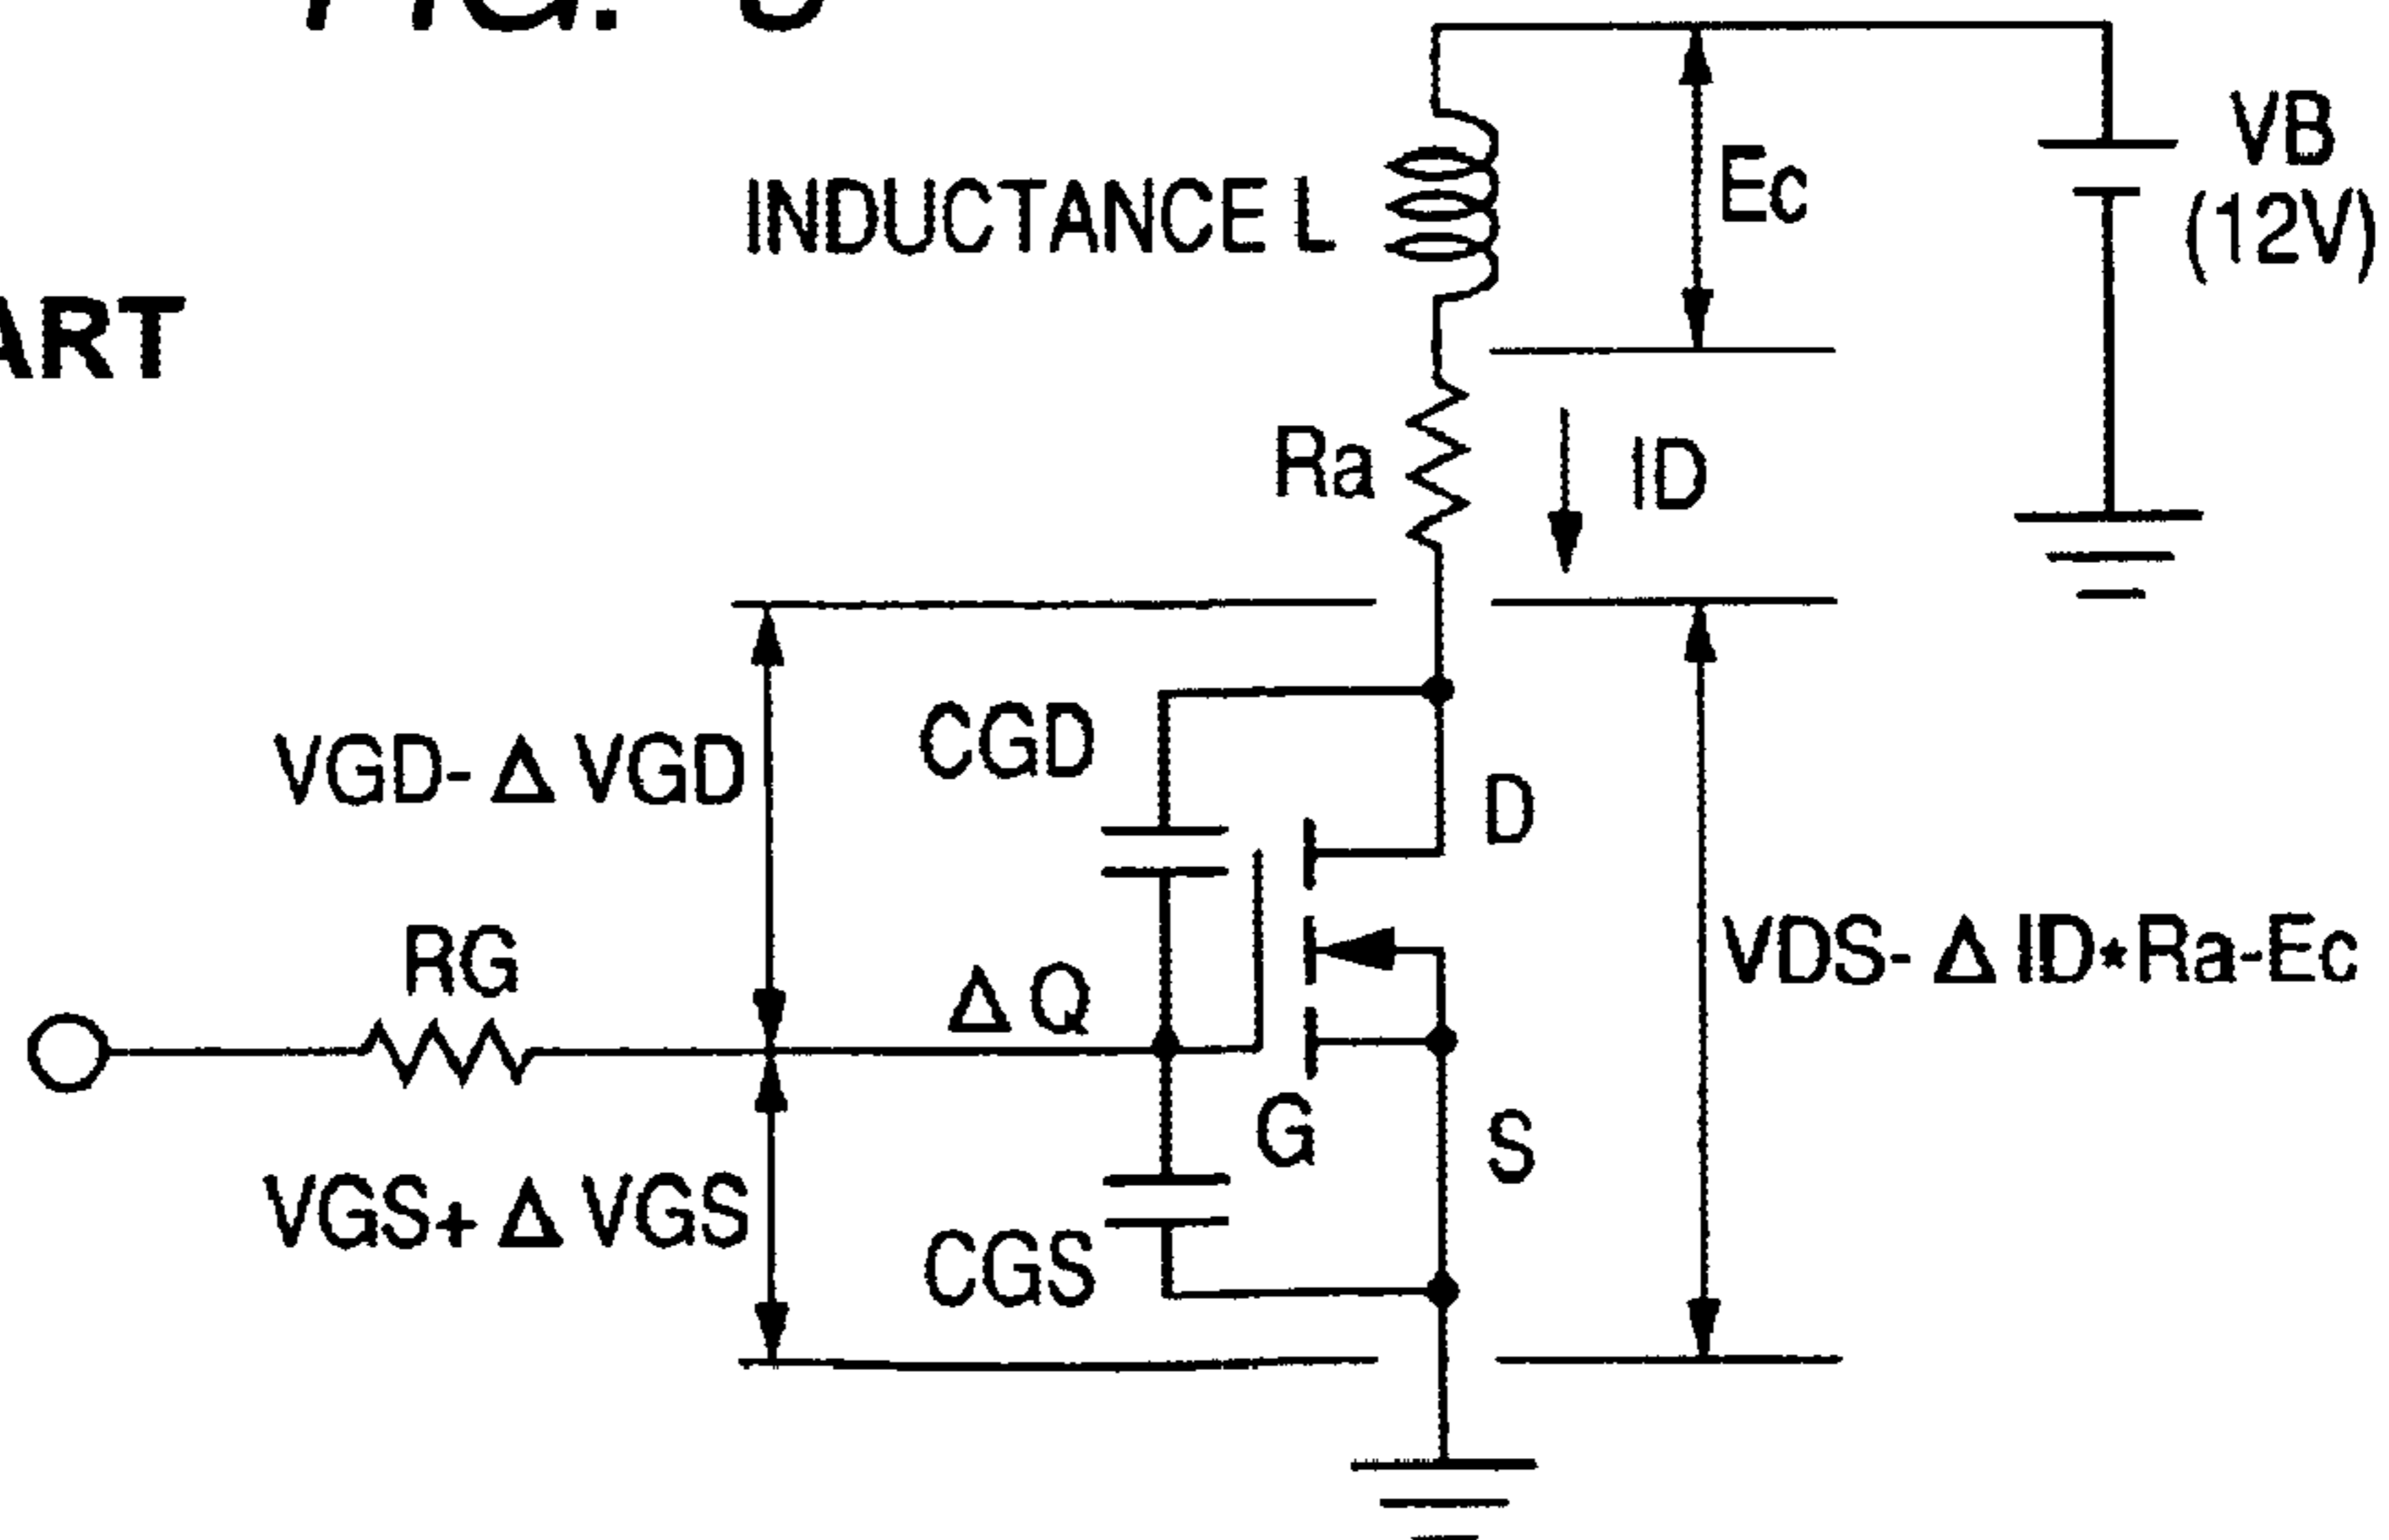 INDUCTANCE L
Ec
VB
(12V)
ART
Ra
ID
VGD-Δ VGD
CGD
D
RG
ΔQ
VDS-Δ ID*Ra-Ec
G
S
VGS+Δ VGS
CGS